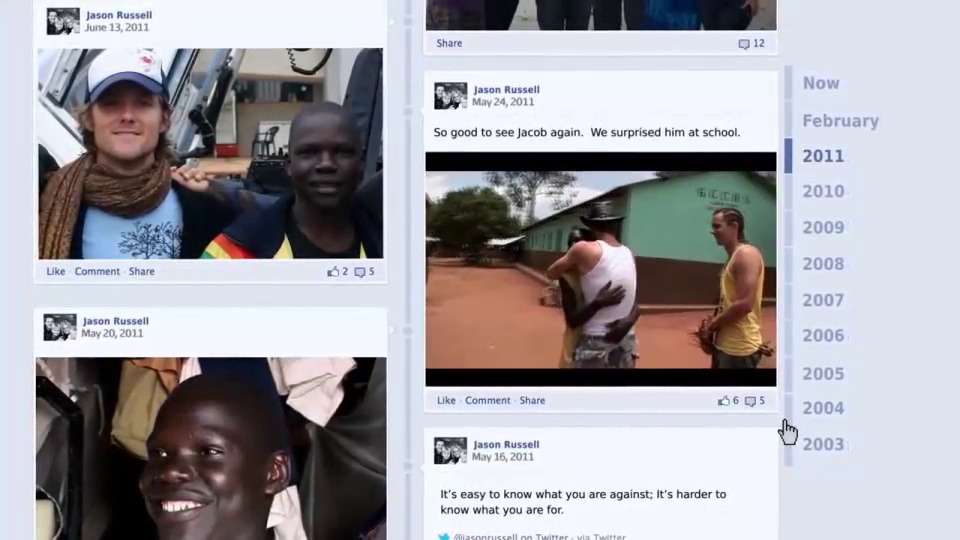 Jason Russell
June 13, 2011
Like · Comment · Share
2
5
Jason Russell
May 20, 2011
Share
12
Jason Russell
May 24, 2011
So good to see Jacob again. We surprised him at school.
Like · Comment · Share
6
5
Jason Russell
May 16, 2011
It's easy to know what you are against; It's harder to
know what you are for.
@jasonrussell on Twitter · via Twitter
Now
February
2011
2010
2009
2008
2007
2006
2005
2004
2003